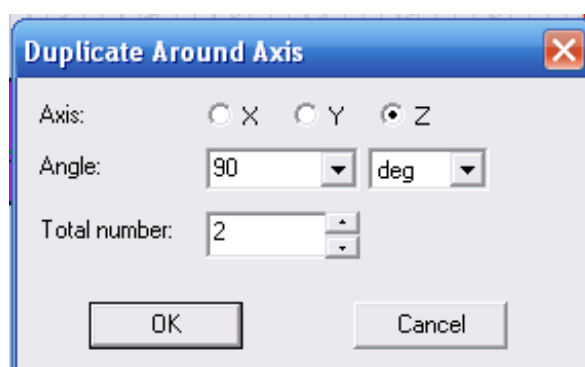 Duplicate Around Axis
Axis: X Y Z
Angle: 90 deg
Total number: 2
OK Cancel